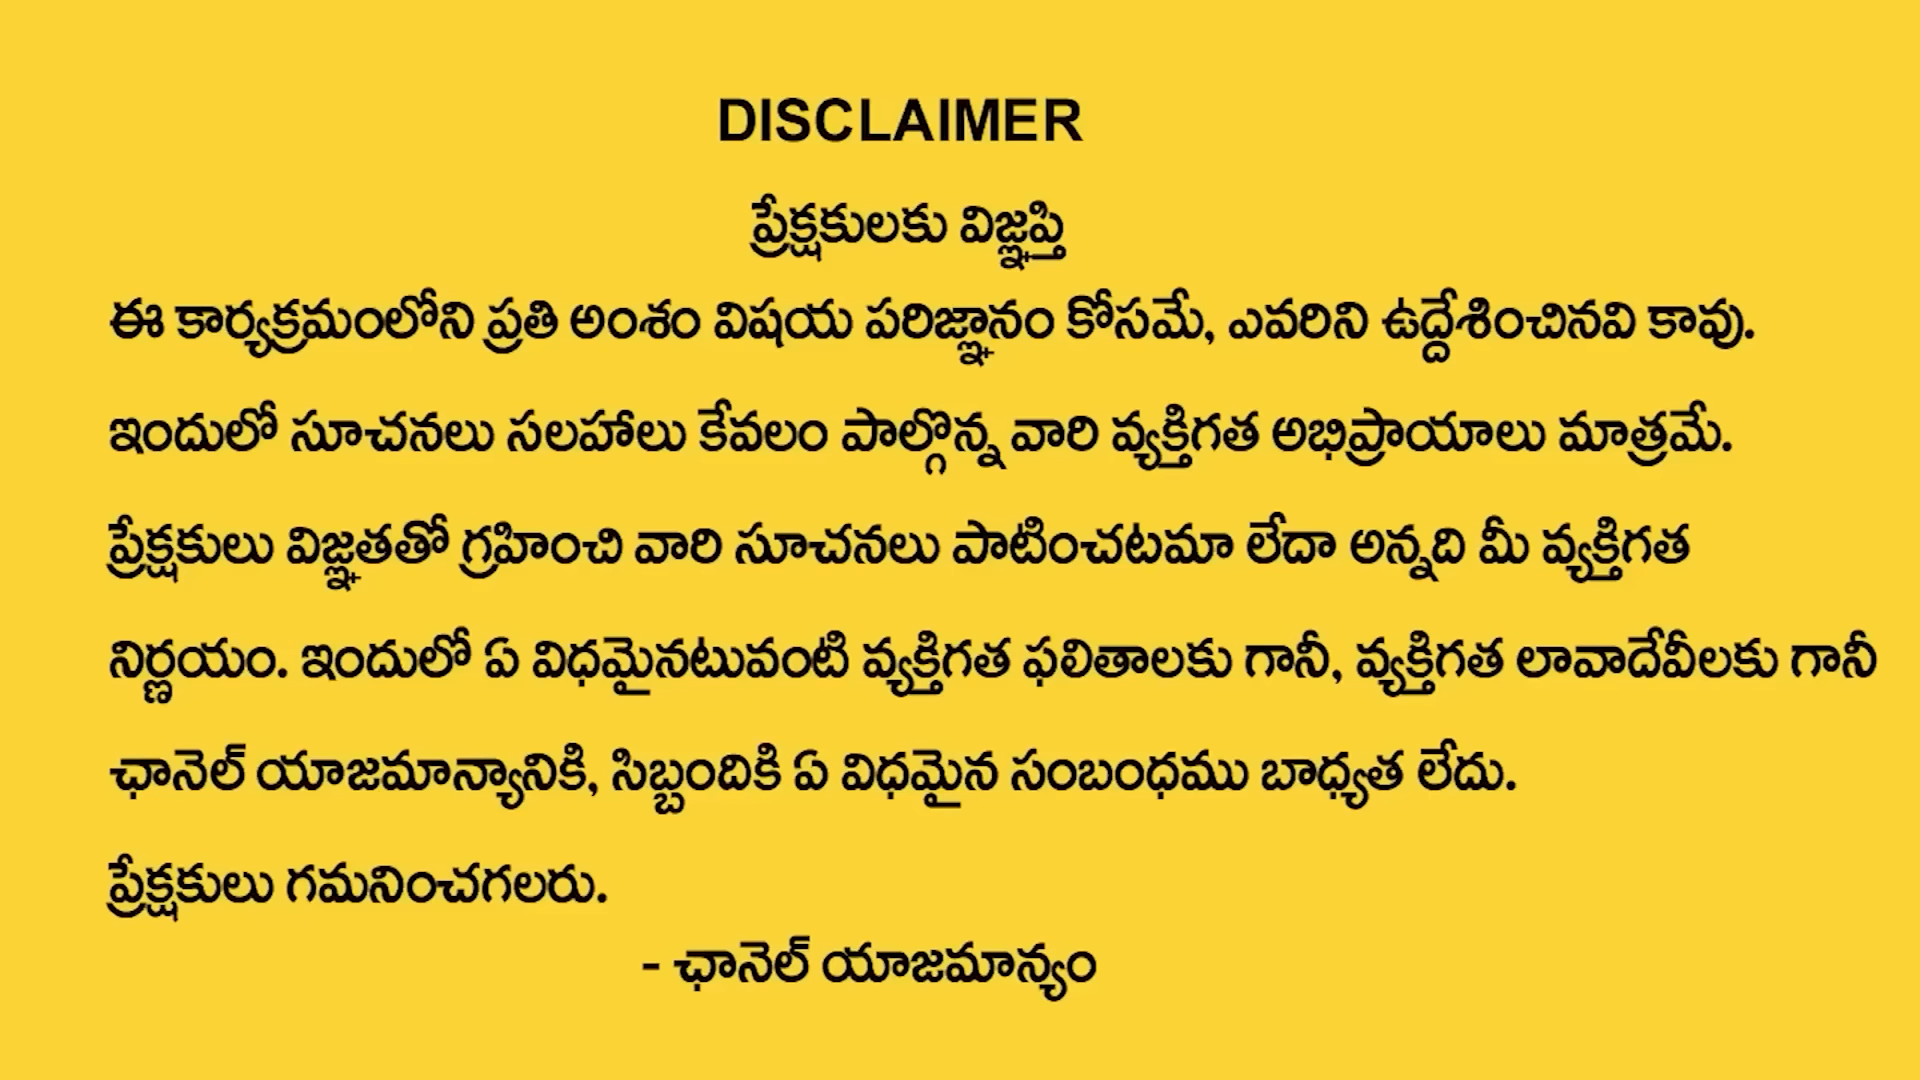 DISCLAIMER
ప్రేక్షకులకు విజ్ఞప్తి
ఈ కార్యక్రమంలోని ప్రతి అంశం విషయ పరిజ్ఞానం కోసమే, ఎవరిని ఉద్దేశించినవి కావు.
ఇందులో సూచనలు సలహాలు కేవలం పాల్గొన్న వారి వ్యక్తిగత అభిప్రాయాలు మాత్రమే.
ప్రేక్షకులు విజ్ఞతతో గ్రహించి వారి సూచనలు పాటించటమా లేదా అన్నది మీ వ్యక్తిగత
నిర్ణయం. ఇందులో ఏ విధమైనటువంటి వ్యక్తిగత ఫలితాలకు గానీ, వ్యక్తిగత లావాదేవీలకు గానీ
ఛానెల్ యాజమాన్యానికి, సిబ్బందికి ఏ విధమైన సంబంధము బాధ్యత లేదు.
ప్రేక్షకులు గమనించగలరు.
- ఛానెల్ యాజమాన్యం